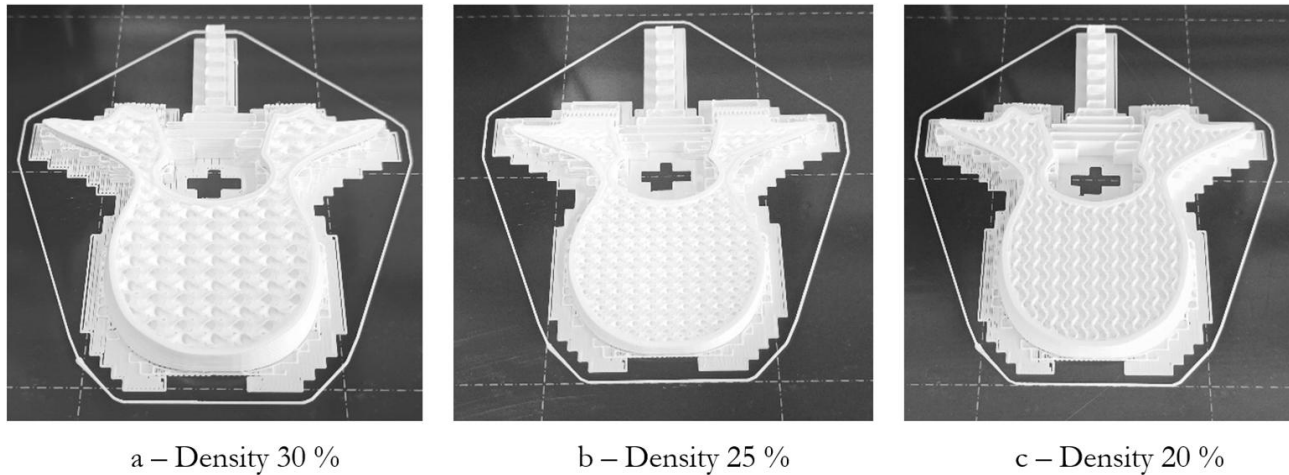 a – Density 30 %
b – Density 25 %
c – Density 20 %